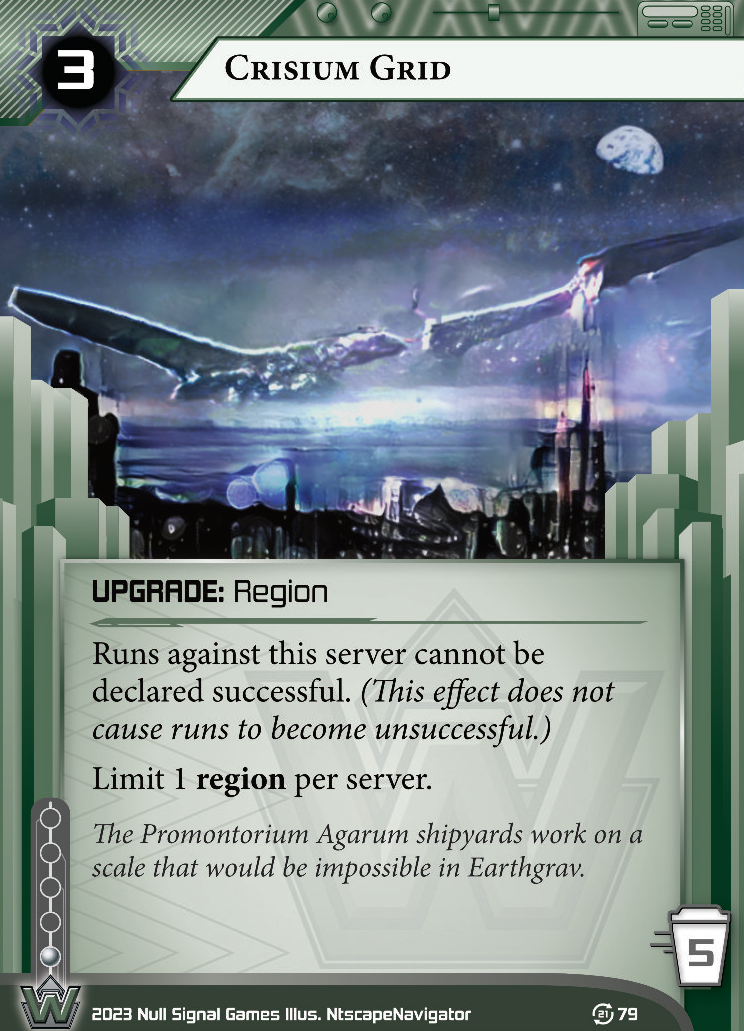 3
Crisium Grid
UPGRADE: Region
Runs against this server cannot be
declared successful. (This effect does not
cause runs to become unsuccessful.)
Limit 1 region per server.
The Promontorium Agarum shipyards work on a
scale that would be impossible in Earthgrav.
5
W
2023 Null Signal Games Illus. NtscapeNavigator
21 79